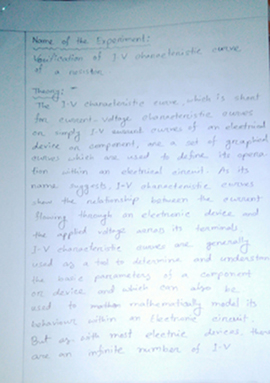 Name of the Experiment:
Verification of I-V characteristic curve
of a resistor.
Theory: -
The I-V characteristic curve, which is short
for current-voltage characteristic curves
or simply I-V curves of an electrical
device or component, are a set of graphical
curves which are used to define its opera-
tion within an electrical circuit. As its
name suggests, I-V characteristic curves
show the relationship between the current
flowing through an electronic device and
the applied voltage across its terminals.
I-V characteristic curves are generally
used as a tool to determine and understand
the basic parameters of a component
or device and which can also be
used to mathematically model its
behaviour within an Electronic circuit.
But as with most electronic devices, there
are an infinite number of I-V